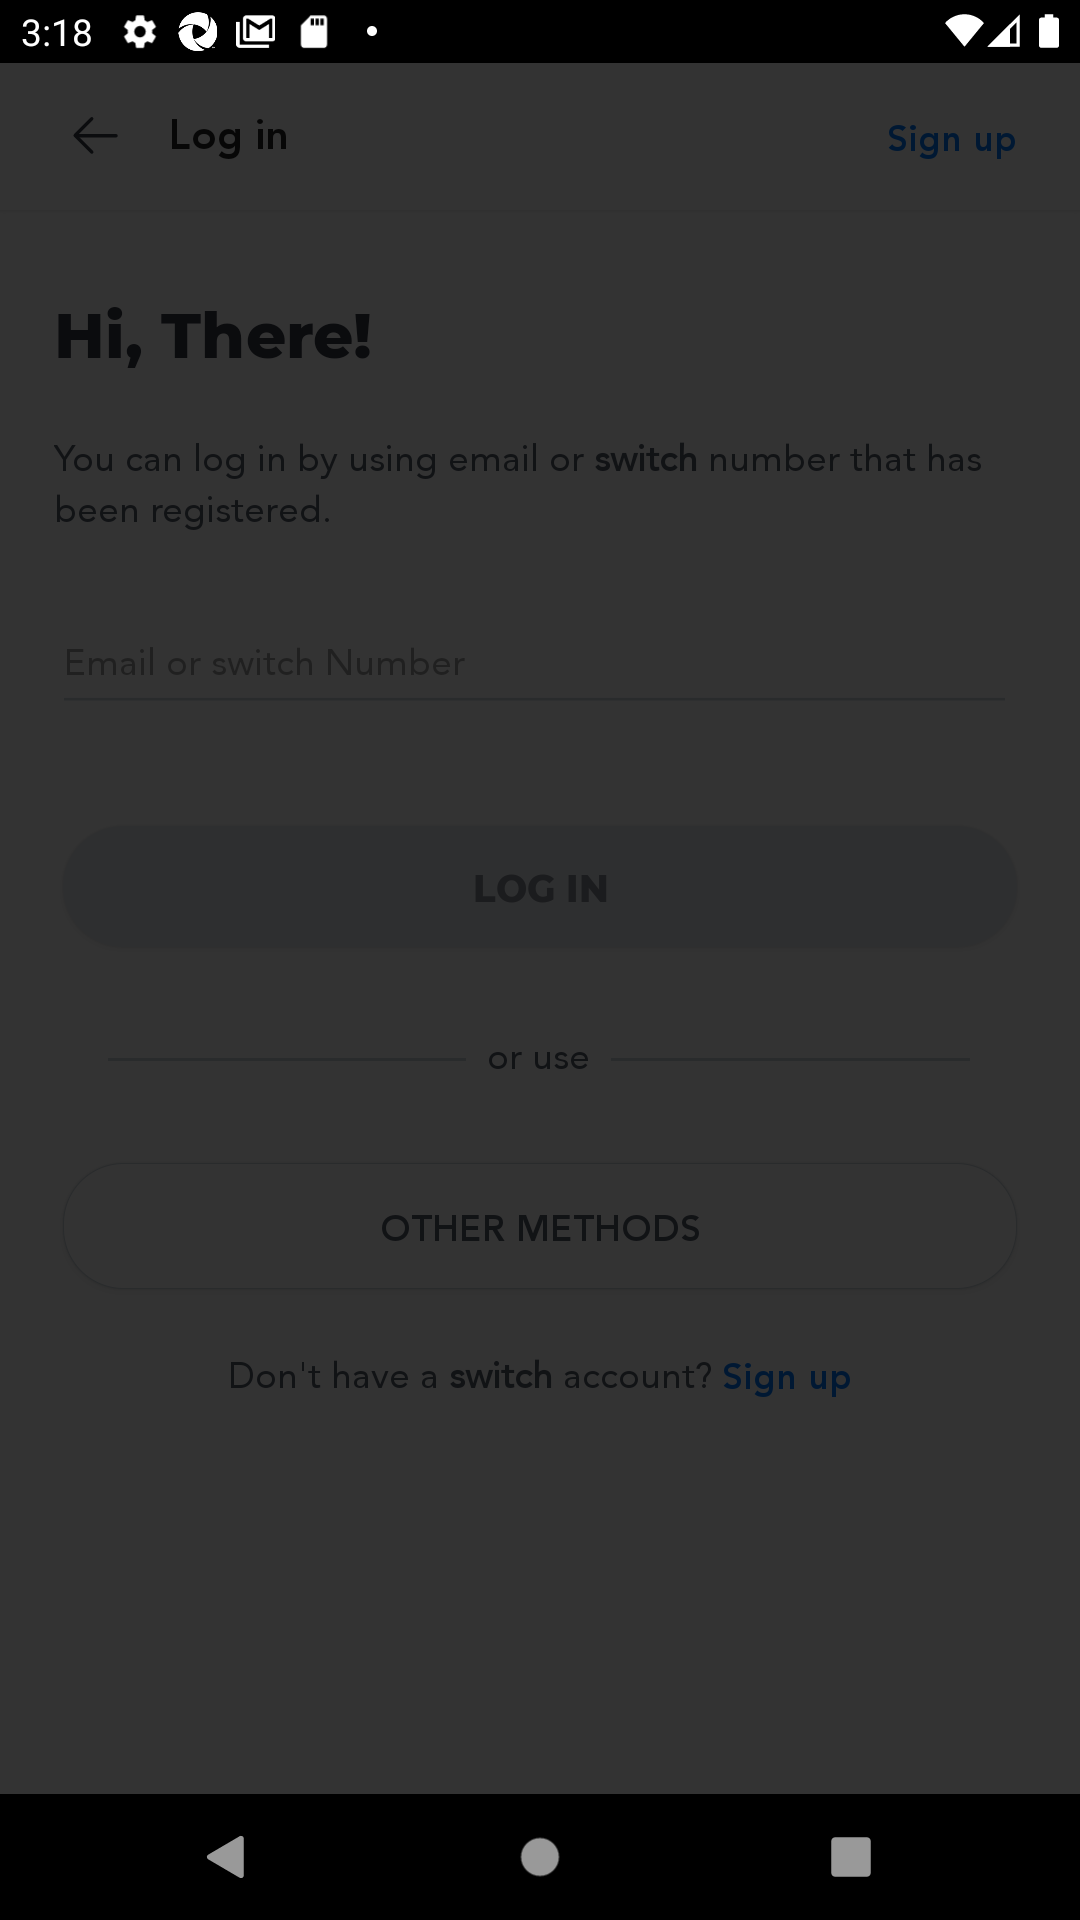 3:18
Log in
Sign up
Hi, There!
You can log in by using email or switch number that has
been registered.
Email or switch Number
LOG IN
or use
OTHER METHODS
Don't have a switch account? Sign up